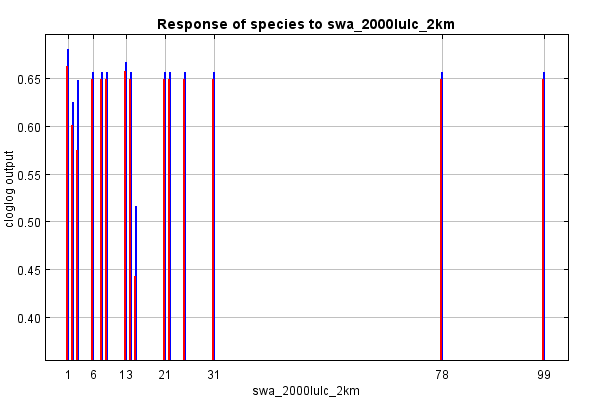 Response of species to swa_2000lulc_2km
cloglog output
0.65
0.60
0.55
0.50
0.45
0.40
1 6 13 21 31 78 99
swa_2000lulc_2km